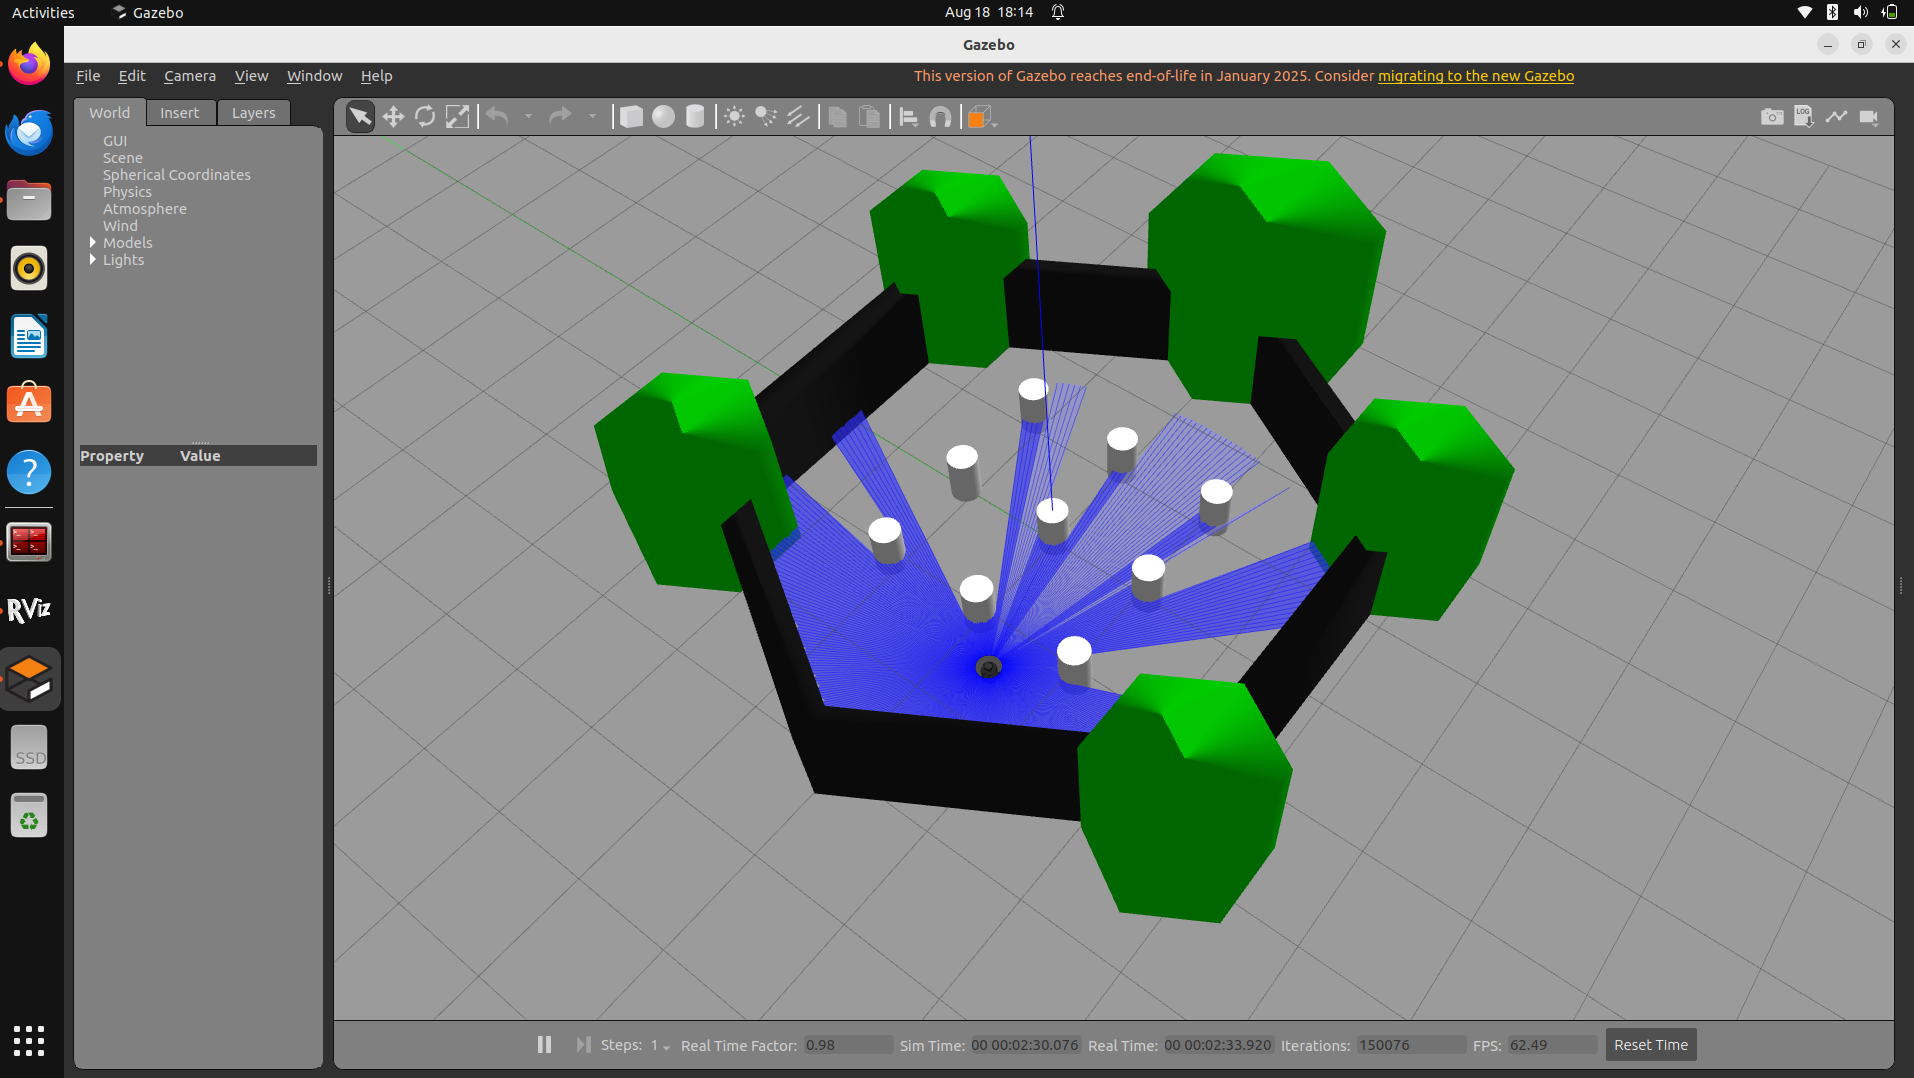 Activities Gazebo Aug 18 18:14
Gazebo
File Edit Camera View Window Help This version of Gazebo reaches end-of-life in January 2025. Consider migrating to the new Gazebo
World Insert Layers
LOG
GUI
Scene
Spherical Coordinates
Physics
Atmosphere
Wind
Models
Lights
Property Value
RViz
SSD
Steps: 1 Real Time Factor: 0.98 Sim Time: 00 00:02:30.076 Real Time: 00 00:02:33.920 Iterations: 150076 FPS: 62.49 Reset Time